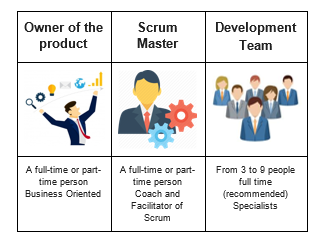 Owner of the
product
Scrum
Master
Development
Team
A full-time or part-
time person
Business Oriented
A full-time or part-
time person
Coach and
Facilitator of
Scrum
From 3 to 9 people
full time
(recommended)
Specialists